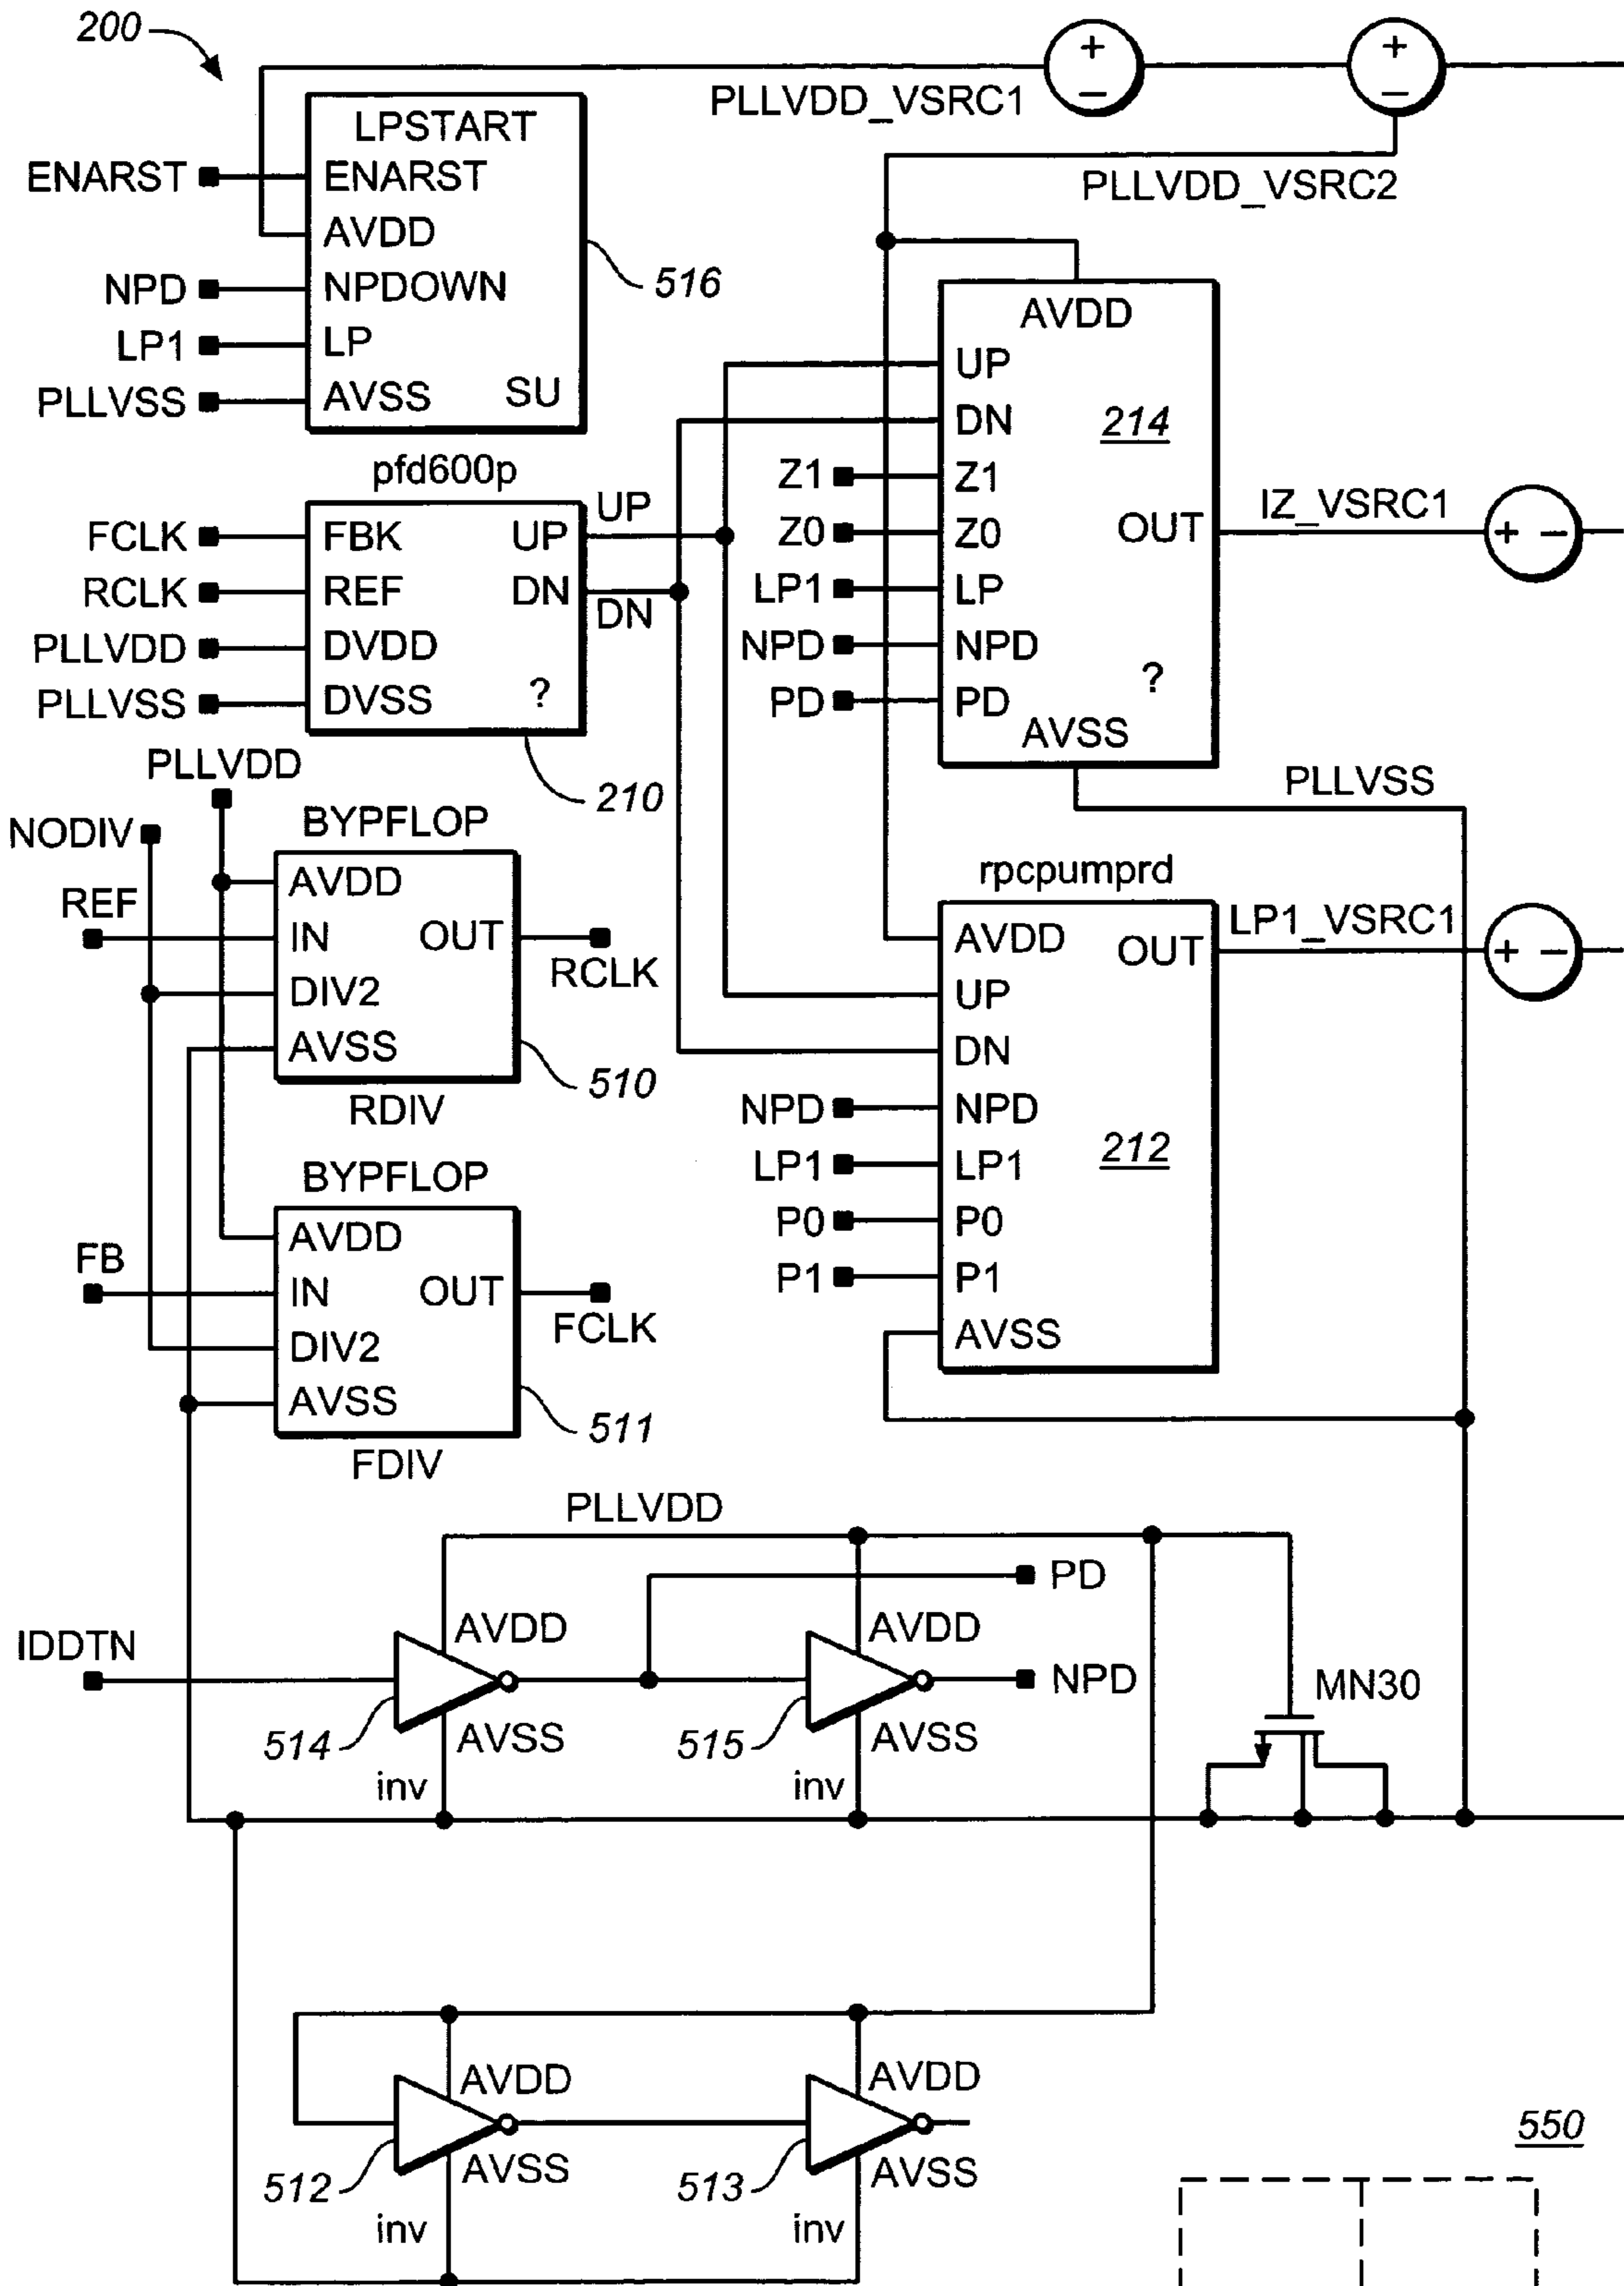 200
+
−
+
−
PLLVDD_VSRC1
PLLVDD_VSRC2
LPSTART
ENARST
ENARST
AVDD
NPD
NPDOWN
516
LP1
LP
PLLVSS
AVSS
SU
pfd600p
FCLK
FBK
UP
UP
RCLK
REF
DN
DN
PLLVDD
DVDD
PLLVSS
DVSS
?
210
AVDD
UP
DN
214
Z1
Z1
Z0
Z0
OUT
IZ_VSRC1
+ −
LP1
LP
NPD
NPD
PD
PD
?
AVSS
PLLVSS
PLLVDD
NODIV
BYPFLOP
REF
AVDD
IN
OUT
RCLK
DIV2
AVSS
510
RDIV
BYPFLOP
FB
AVDD
IN
OUT
FCLK
DIV2
AVSS
511
FDIV
rpcpumprd
AVDD
OUT
LP1_VSRC1
+ −
UP
DN
NPD
NPD
212
LP1
LP1
P0
P0
P1
P1
AVSS
PLLVDD
PD
IDDTN
AVDD
AVDD
NPD
MN30
514
AVSS
515
AVSS
inv
inv
AVDD
AVDD
512
AVSS
513
AVSS
inv
inv
550